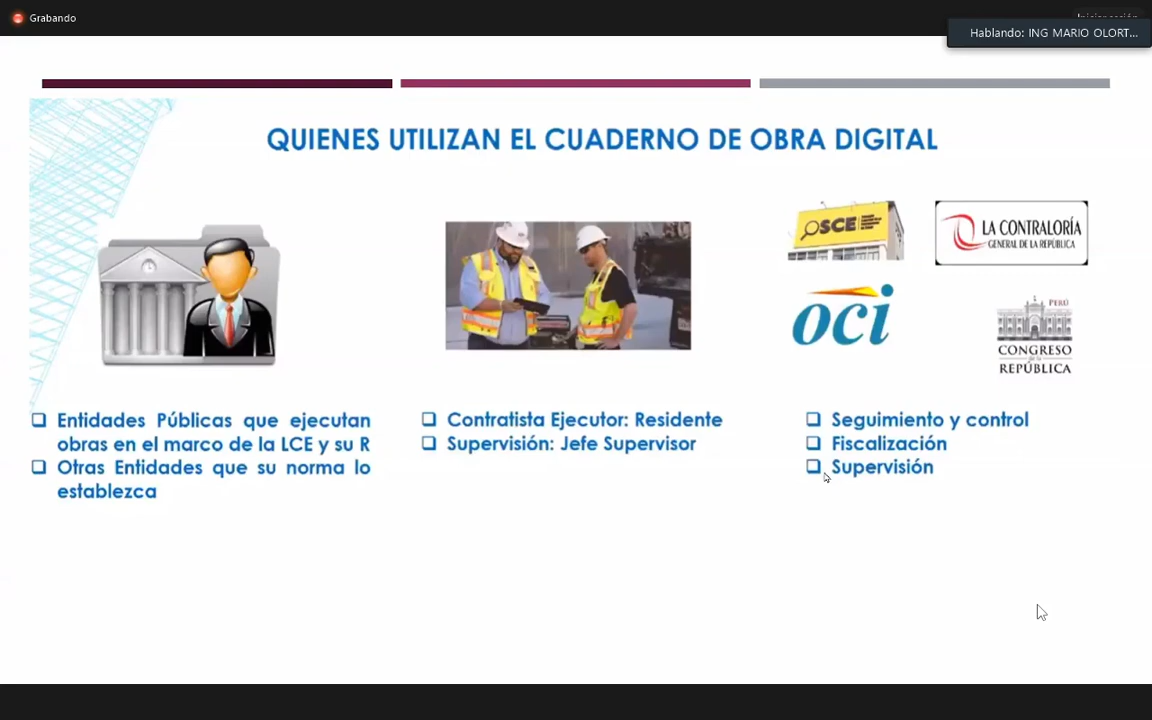 Grabando
Hablando: ING MARIO OLORT...
QUIENES UTILIZAN EL CUADERNO DE OBRA DIGITAL
OSCE
LA CONTRALORÍA
GENERAL DE LA REPÚBLICA
oci
PERÚ
CONGRESO
REPÚBLICA
Entidades Públicas que ejecutan
obras en el marco de la LCE y su R
Otras Entidades que su norma lo
establezca
Contratista Ejecutor: Residente
Supervisión: Jefe Supervisor
Seguimiento y control
Fiscalización
Supervisión